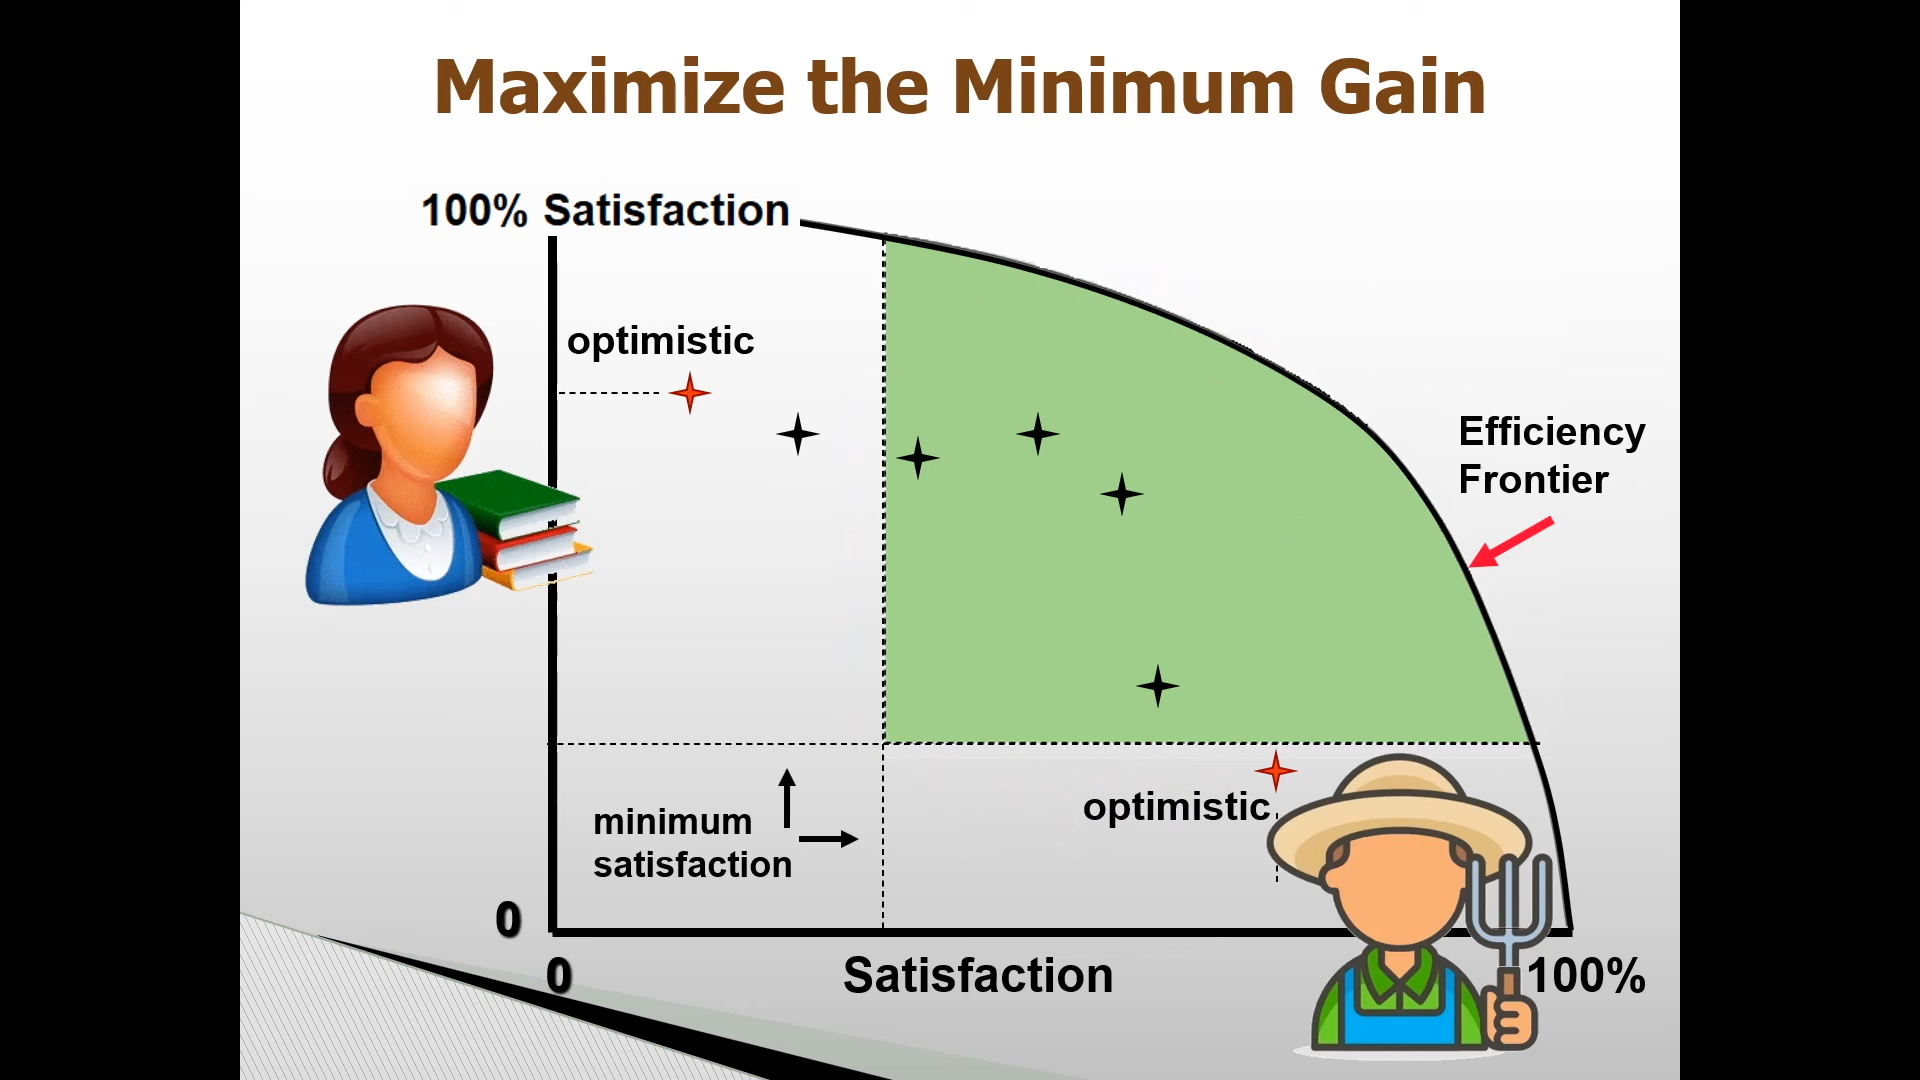 Maximize the Minimum Gain
100% Satisfaction
optimistic
Efficiency
Frontier
optimistic
minimum
satisfaction
0
0
Satisfaction
100%